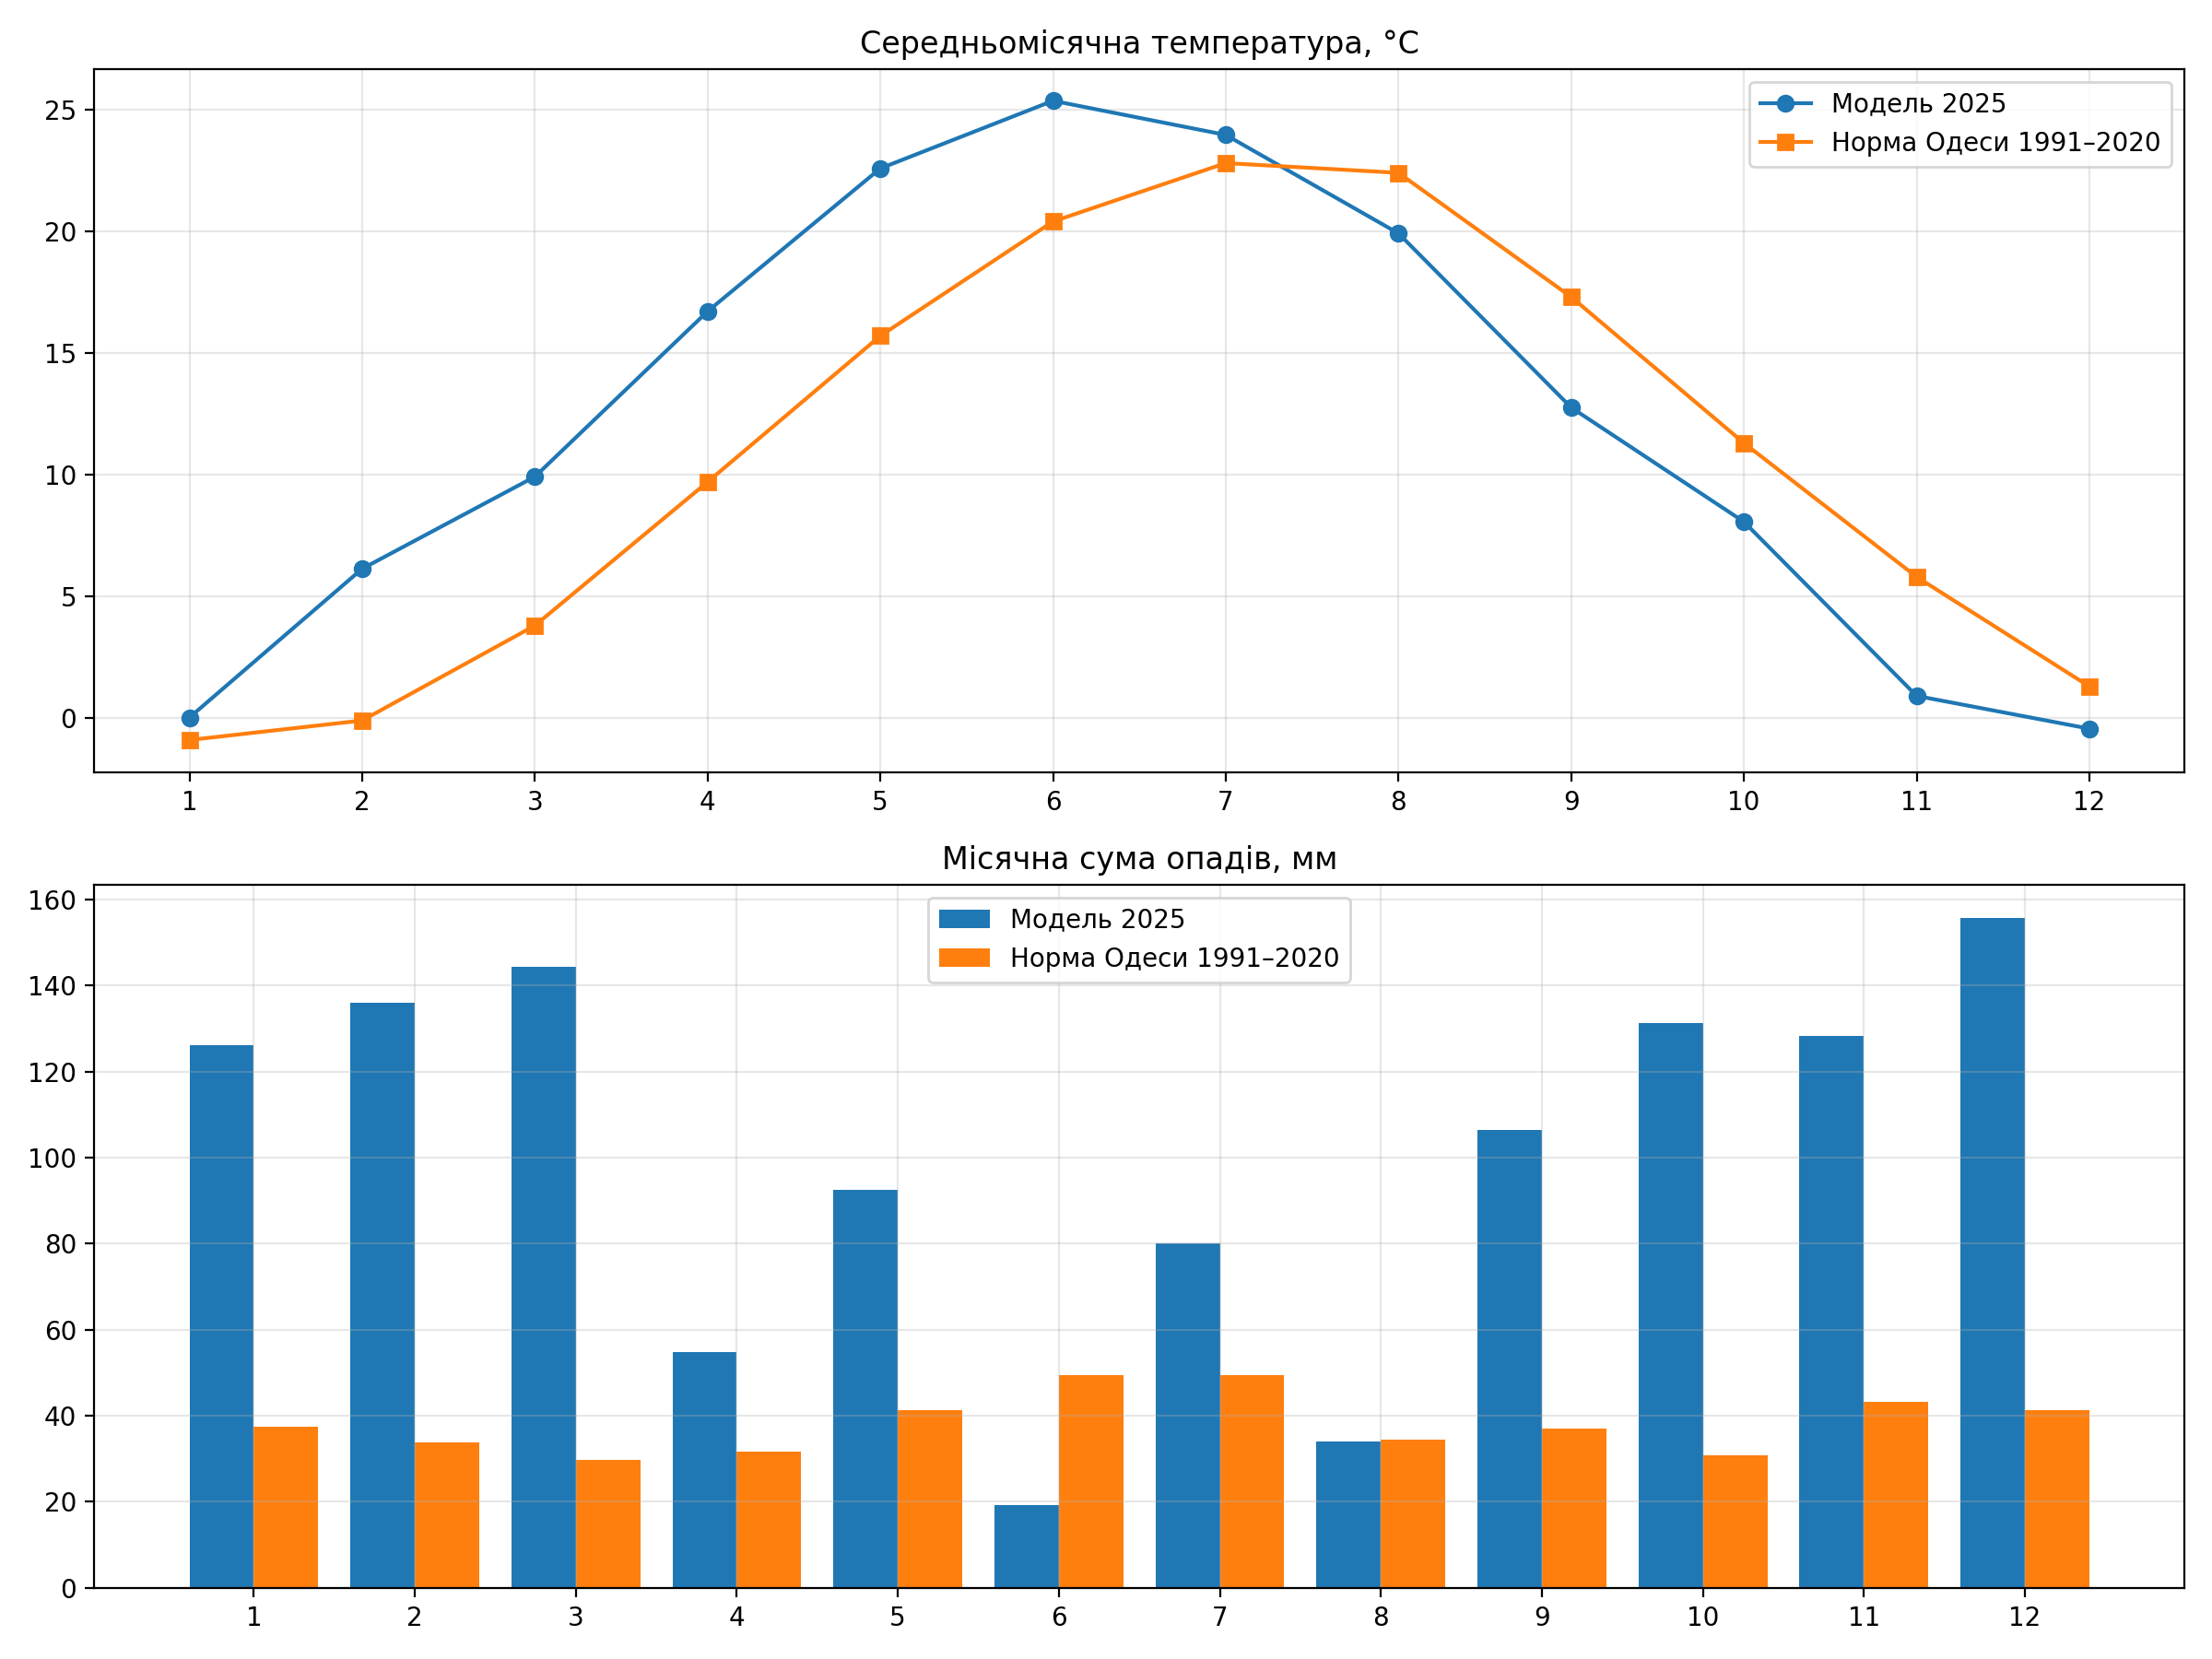 Середньомісячна температура, °C
Модель 2025
Норма Одеси 1991–2020
25
20
15
10
5
0
1 2 3 4 5 6 7 8 9 10 11 12
Місячна сума опадів, мм
Модель 2025
Норма Одеси 1991–2020
160
140
120
100
80
60
40
20
0
1 2 3 4 5 6 7 8 9 10 11 12